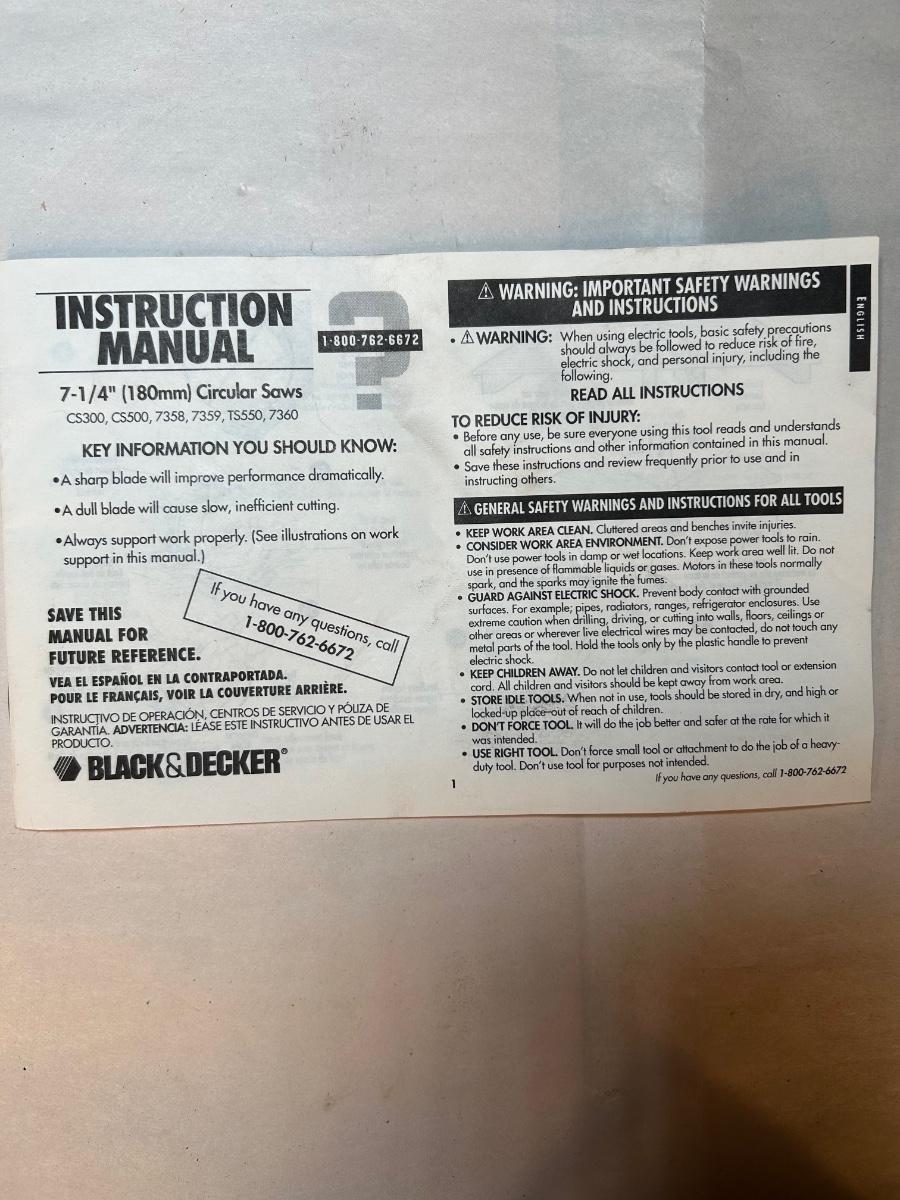 INSTRUCTION
MANUAL
?
1-800-762-6672
7-1/4" (180mm) Circular Saws
CS300, CS500, 7358, 7359, TS550, 7360
KEY INFORMATION YOU SHOULD KNOW:
•A sharp blade will improve performance dramatically.
•A dull blade will cause slow, inefficient cutting.
•Always support work properly. (See illustrations on work
support in this manual.)
If you have any questions, call
1-800-762-6672
SAVE THIS
MANUAL FOR
FUTURE REFERENCE.
VEA EL ESPAÑOL EN LA CONTRAPORTADA.
POUR LE FRANÇAIS, VOIR LA COUVERTURE ARRIÈRE.
INSTRUCTIVO DE OPERACIÓN, CENTROS DE SERVICIO Y PÓLIZA DE
GARANTÍA. ADVERTENCIA: LÉASE ESTE INSTRUCTIVO ANTES DE USAR EL
PRODUCTO.
BLACK&DECKER®
⚠ WARNING: IMPORTANT SAFETY WARNINGS
AND INSTRUCTIONS
ENGLISH
• ⚠ WARNING: When using electric tools, basic safety precautions
should always be followed to reduce risk of fire,
electric shock, and personal injury, including the
following.
READ ALL INSTRUCTIONS
TO REDUCE RISK OF INJURY:
• Before any use, be sure everyone using this tool reads and understands
all safety instructions and other information contained in this manual.
• Save these instructions and review frequently prior to use and in
instructing others.
⚠ GENERAL SAFETY WARNINGS AND INSTRUCTIONS FOR ALL TOOLS
• KEEP WORK AREA CLEAN. Cluttered areas and benches invite injuries.
• CONSIDER WORK AREA ENVIRONMENT. Don't expose power tools to rain.
Don't use power tools in damp or wet locations. Keep work area well lit. Do not
use in presence of flammable liquids or gases. Motors in these tools normally
spark, and the sparks may ignite the fumes.
• GUARD AGAINST ELECTRIC SHOCK. Prevent body contact with grounded
surfaces. For example; pipes, radiators, ranges, refrigerator enclosures. Use
extreme caution when drilling, driving, or cutting into walls, floors, ceilings or
other areas or wherever live electrical wires may be contacted, do not touch any
metal parts of the tool. Hold the tools only by the plastic handle to prevent
electric shock.
• KEEP CHILDREN AWAY. Do not let children and visitors contact tool or extension
cord. All children and visitors should be kept away from work area.
• STORE IDLE TOOLS. When not in use, tools should be stored in dry, and high or
locked-up place-out of reach of children.
• DON'T FORCE TOOL. It will do the job better and safer at the rate for which it
was intended.
• USE RIGHT TOOL. Don't force small tool or attachment to do the job of a heavy-
duty tool. Don't use tool for purposes not intended.
If you have any questions, call 1-800-762-6672
1